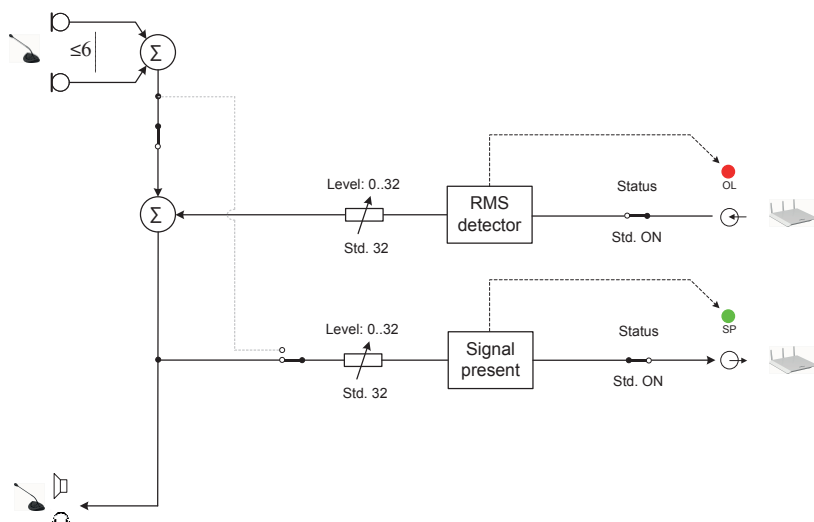 ≤6
Σ
Σ
Level: 0..32
Std. 32
RMS
detector
Status
Std. ON
OL
Level: 0..32
Std. 32
Signal
present
Status
Std. ON
SP